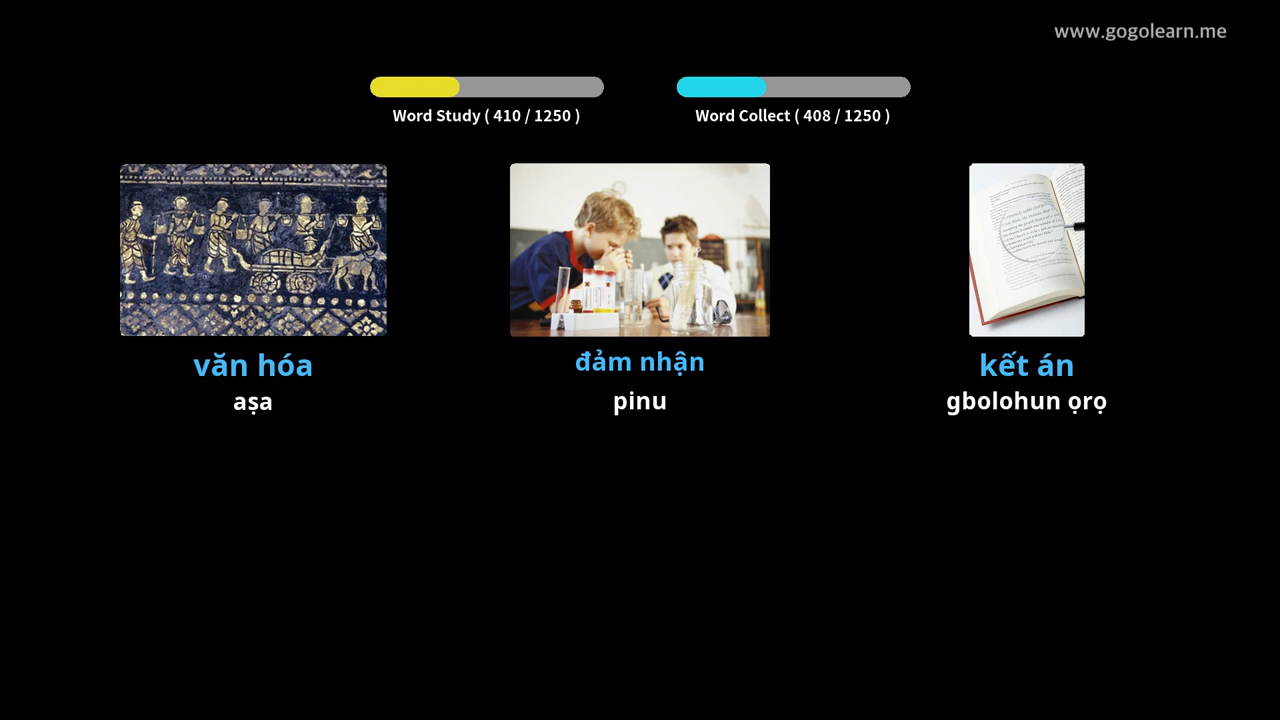 www.gogolearn.me
Word Study ( 410 / 1250 )
Word Collect ( 408 / 1250 )
văn hóa
đảm nhận
kết án
aṣa
pinu
gbolohun ọrọ